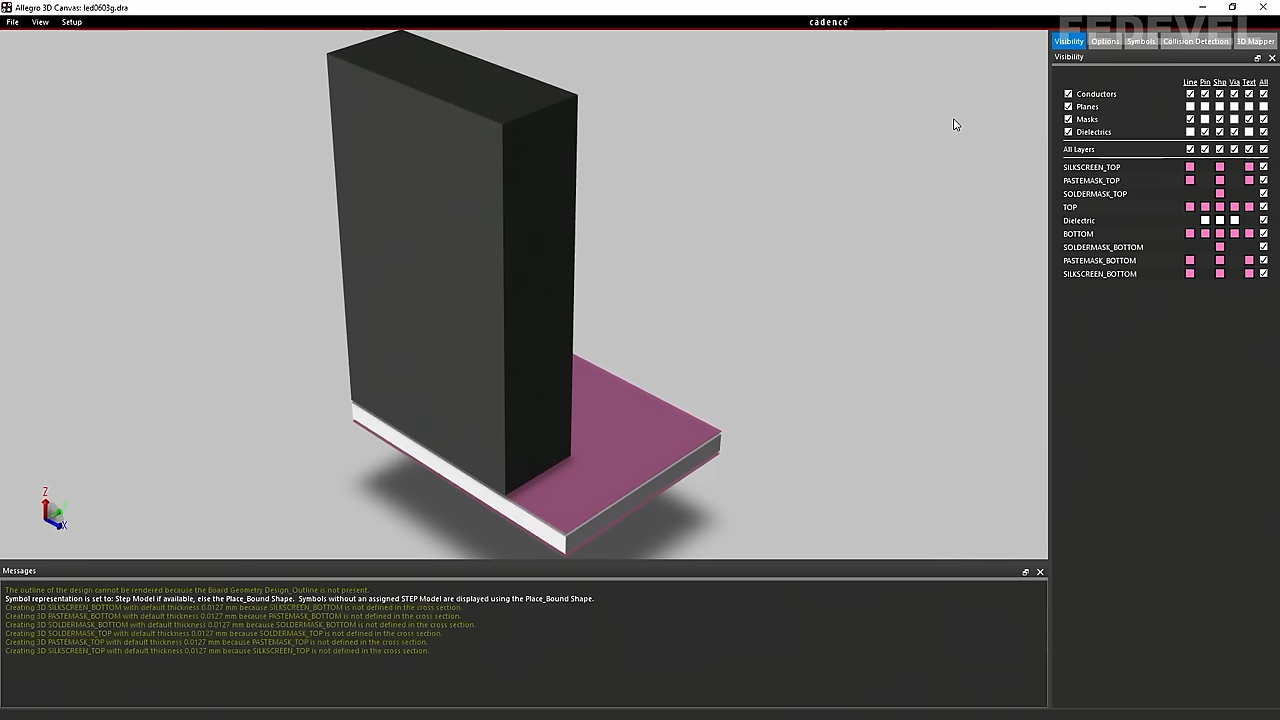 Allegro 3D Canvas: led0603g.dra
File View Setup
cadence
FEDEVEL
Visibility Options Symbols Collision Detection 3D Mapper
Visibility
Line Pin Shp Via Text All
Conductors
Planes
Masks
Dielectrics
All Layers
SILKSCREEN_TOP
PASTEMASK_TOP
SOLDERMASK_TOP
TOP
Dielectric
BOTTOM
SOLDERMASK_BOTTOM
PASTEMASK_BOTTOM
SILKSCREEN_BOTTOM
Z
X
Messages
The outline of the design cannot be rendered because the Board Geometry Design_Outline is not present.
Symbol representation is set to: Step Model if available, else the Place_Bound Shape. Symbols without an assigned STEP Model are displayed using the Place_Bound Shape.
Creating 3D SILKSCREEN_BOTTOM with default thickness 0.0127 mm because SILKSCREEN_BOTTOM is not defined in the cross section.
Creating 3D PASTEMASK_BOTTOM with default thickness 0.0127 mm because PASTEMASK_BOTTOM is not defined in the cross section.
Creating 3D SOLDERMASK_BOTTOM with default thickness 0.0127 mm because SOLDERMASK_BOTTOM is not defined in the cross section.
Creating 3D SOLDERMASK_TOP with default thickness 0.0127 mm because SOLDERMASK_TOP is not defined in the cross section.
Creating 3D PASTEMASK_TOP with default thickness 0.0127 mm because PASTEMASK_TOP is not defined in the cross section.
Creating 3D SILKSCREEN_TOP with default thickness 0.0127 mm because SILKSCREEN_TOP is not defined in the cross section.